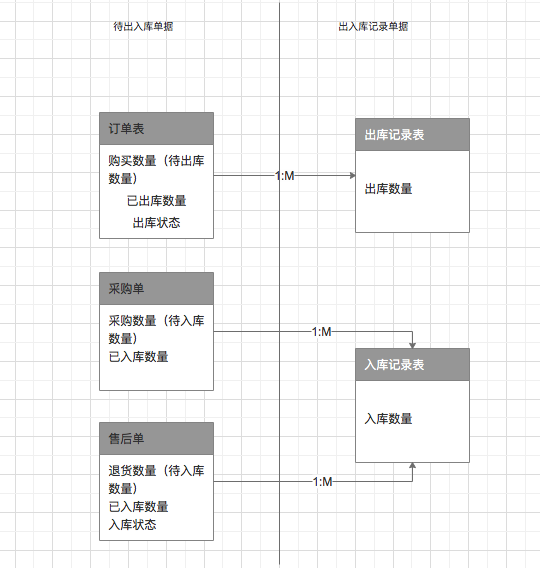 待出入库单据
出入库记录单据
订单表
购买数量（待出库
数量）
已出库数量
出库状态
1:M
出库记录表
出库数量
采购单
采购数量（待入库
数量）
已入库数量
1:M
入库记录表
入库数量
售后单
退货数量（待入库
数量）
已入库数量
入库状态
1:M